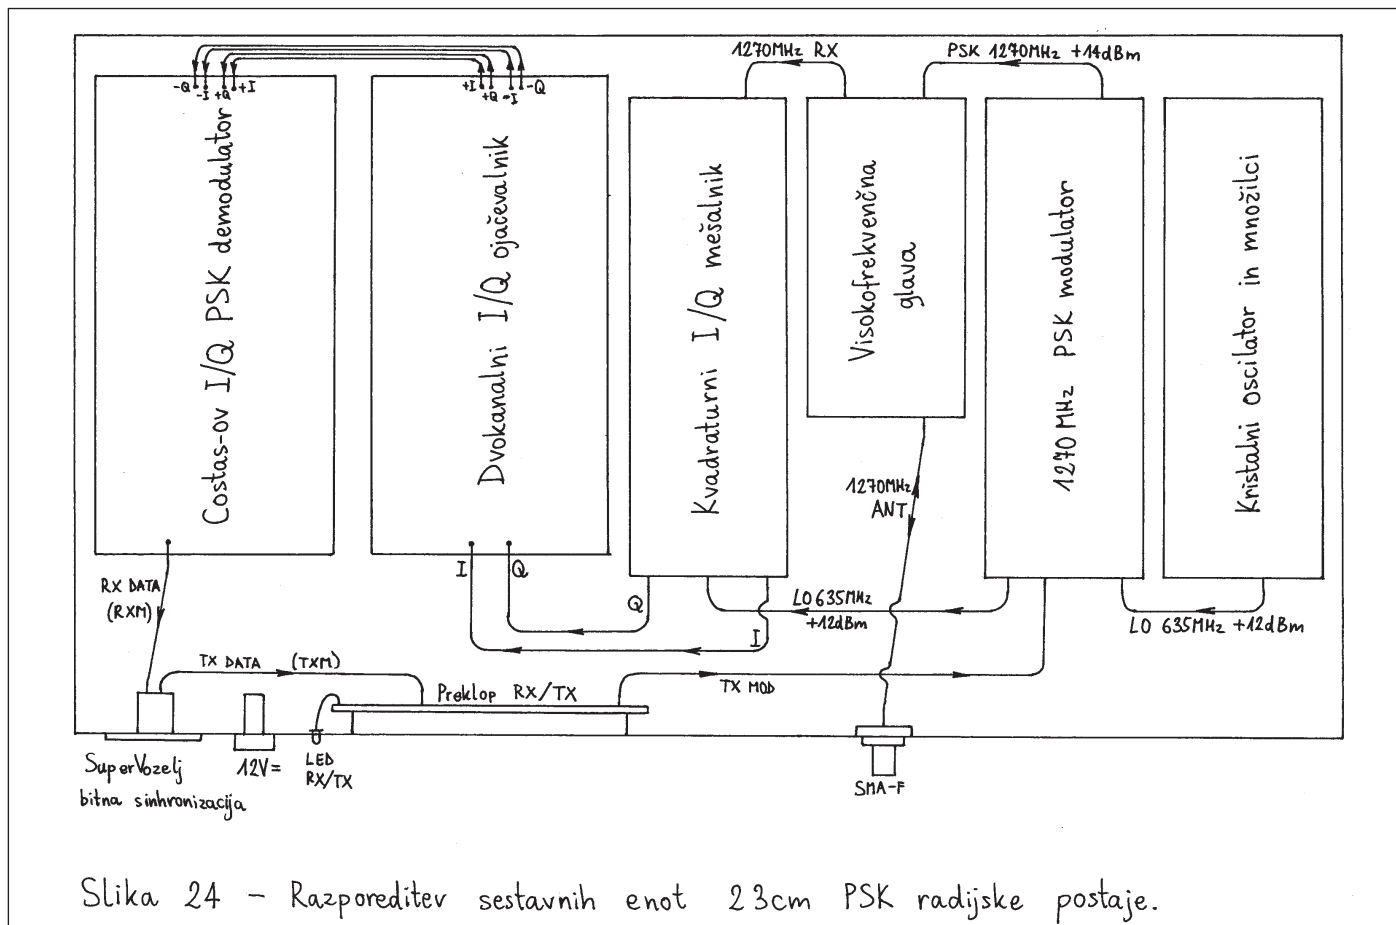 1270MHz RX
PSK 1270MHz +14dBm
-Q -I +Q +I
+I +Q -I -Q
Costas-ov I/Q PSK demodulator
Dvokanalni I/Q ojačevalnik
Kvadraturni I/Q mešalnik
Visokofrekvenčna
glava
1270MHz PSK modulator
Kristalni oscilator in množilci
1270MHz
ANT
I
Q
RX DATA
(RXM)
Q
LO 635MHz
+12dBm
LO 635MHz +12dBm
I
TX DATA (TXM)
Preklop RX/TX
TX MOD
SuperVozelj
bitna sinhronizacija
12V=
LED
RX/TX
SMA-F
Slika 24 - Razporeditev sestavnih enot 23cm PSK radijske postaje.